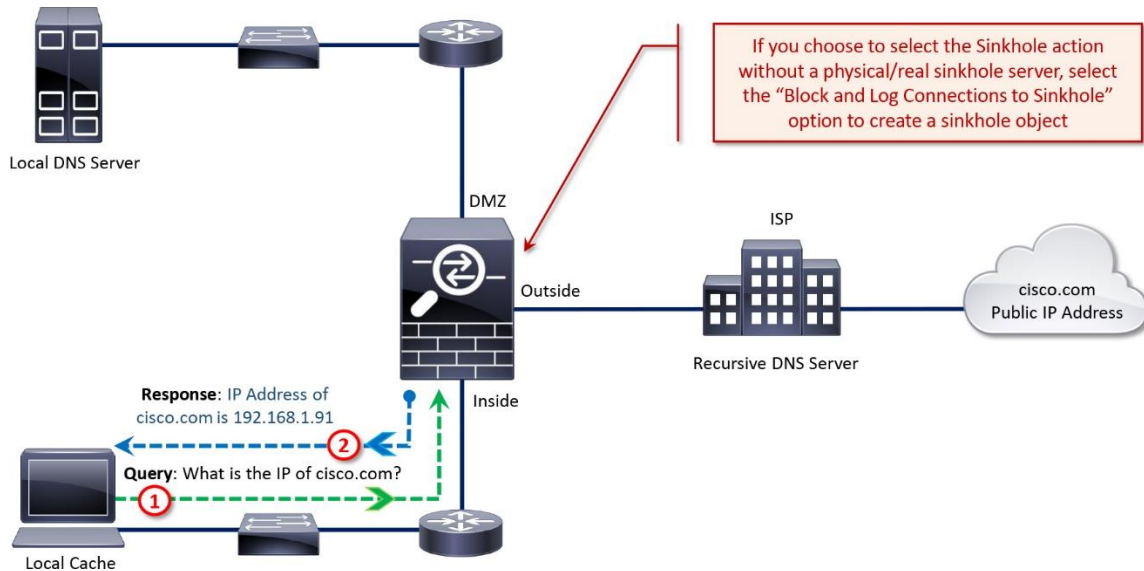 If you choose to select the Sinkhole action
without a physical/real sinkhole server, select
the “Block and Log Connections to Sinkhole”
option to create a sinkhole object
Local DNS Server
DMZ
ISP
Outside
cisco.com
Public IP Address
Recursive DNS Server
Inside
Response: IP Address of
cisco.com is 192.168.1.91
2
Query: What is the IP of cisco.com?
1
Local Cache